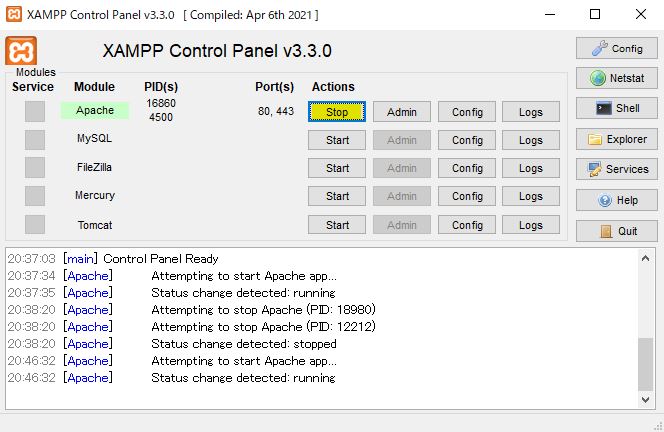 XAMPP Control Panel v3.3.0 [ Compiled: Apr 6th 2021 ]
XAMPP Control Panel v3.3.0
Config
Modules
Service Module PID(s) Port(s) Actions
Netstat
Apache 16860 4500 80, 443 Stop Admin Config Logs
Shell
MySQL Start Admin Config Logs
Explorer
FileZilla Start Admin Config Logs
Services
Mercury Start Admin Config Logs
Help
Tomcat Start Admin Config Logs
Quit
20:37:03 [main] Control Panel Ready
20:37:34 [Apache] Attempting to start Apache app...
20:37:35 [Apache] Status change detected: running
20:38:20 [Apache] Attempting to stop Apache (PID: 18980)
20:38:20 [Apache] Attempting to stop Apache (PID: 12212)
20:38:20 [Apache] Status change detected: stopped
20:46:32 [Apache] Attempting to start Apache app...
20:46:32 [Apache] Status change detected: running